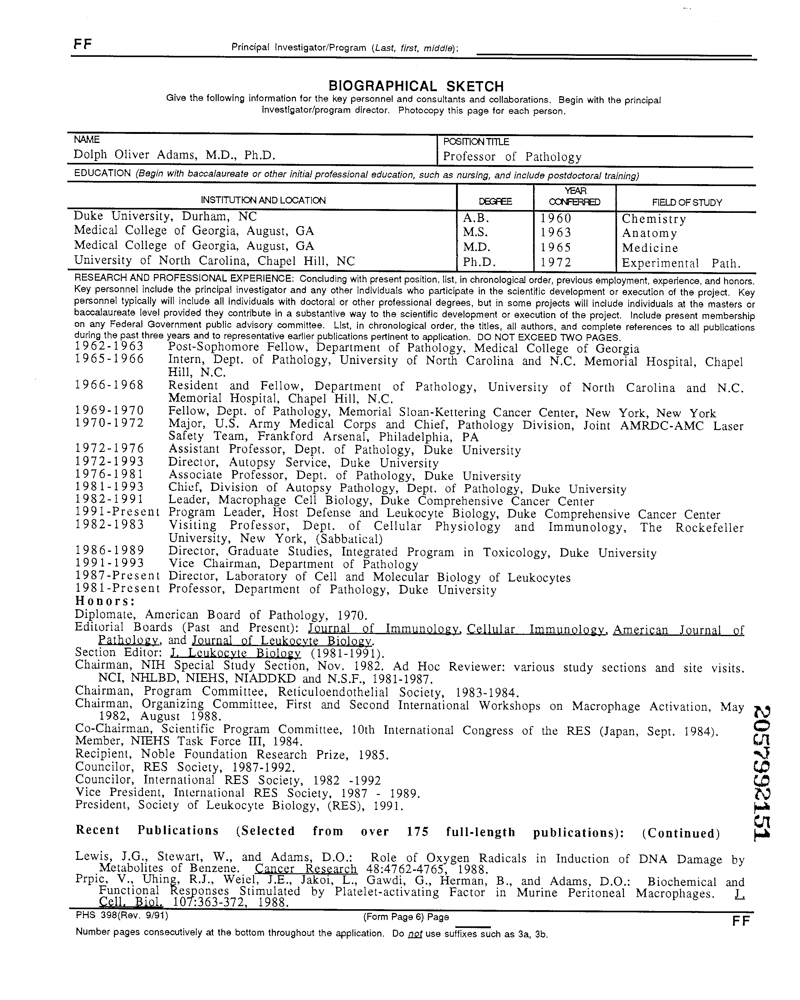 FF
Principal Investigator/Program (Last, first, middle):
BIOGRAPHICAL SKETCH
Give the following information for the key personnel and consultants and collaborations. Begin with the principal
investigator/program director. Photocopy this page for each person.
NAME
Dolph Oliver Adams, M.D., Ph.D.
POSITION TITLE
Professor of Pathology
EDUCATION (Begin with baccalaureate or other initial professional education, such as nursing, and include postdoctoral training)
INSTITUTION AND LOCATION DEGREE YEAR CONFERRED FIELD OF STUDY
Duke University, Durham, NC A.B. 1960 Chemistry
Medical College of Georgia, August, GA M.S. 1963 Anatomy
Medical College of Georgia, August, GA M.D. 1965 Medicine
University of North Carolina, Chapel Hill, NC Ph.D. 1972 Experimental Path.
RESEARCH AND PROFESSIONAL EXPERIENCE: Concluding with present position, list, in chronological order, previous employment, experience, and honors.
Key personnel include the principal investigator and any other individuals who participate in the scientific development or execution of the project. Key
personnel typically will include all individuals with doctoral or other professional degrees, but in some projects will include individuals at the masters or
baccalaureate level provided they contribute in a substantive way to the scientific development or execution of the project. Include present membership
on any Federal Government public advisory committee. List, in chronological order, the titles, all authors, and complete references to all publications
during the past three years and to representative earlier publications pertinent to application. DO NOT EXCEED TWO PAGES.
1962-1963 Post-Sophomore Fellow, Department of Pathology, Medical College of Georgia
1965-1966 Intern, Dept. of Pathology, University of North Carolina and N.C. Memorial Hospital, Chapel
Hill, N.C.
1966-1968 Resident and Fellow, Department of Pathology, University of North Carolina and N.C.
Memorial Hospital, Chapel Hill, N.C.
1969-1970 Fellow, Dept. of Pathology, Memorial Sloan-Kettering Cancer Center, New York, New York
1970-1972 Major, U.S. Army Medical Corps and Chief, Pathology Division, Joint AMRDC-AMC Laser
Safety Team, Frankford Arsenal, Philadelphia, PA
1972-1976 Assistant Professor, Dept. of Pathology, Duke University
1972-1993 Director, Autopsy Service, Duke University
1976-1981 Associate Professor, Dept. of Pathology, Duke University
1981-1993 Chief, Division of Autopsy Pathology, Dept. of Pathology, Duke University
1982-1991 Leader, Macrophage Cell Biology, Duke Comprehensive Cancer Center
1991-Present Program Leader, Host Defense and Leukocyte Biology, Duke Comprehensive Cancer Center
1982-1983 Visiting Professor, Dept. of Cellular Physiology and Immunology, The Rockefeller
University, New York, (Sabbatical)
1986-1989 Director, Graduate Studies, Integrated Program in Toxicology, Duke University
1991-1993 Vice Chairman, Department of Pathology
1987-Present Director, Laboratory of Cell and Molecular Biology of Leukocytes
1981-Present Professor, Department of Pathology, Duke University
Honors:
Diplomate, American Board of Pathology, 1970.
Editorial Boards (Past and Present): Journal of Immunology, Cellular Immunology, American Journal of
Pathology, and Journal of Leukocyte Biology.
Section Editor: J. Leukocyte Biology (1981-1991).
Chairman, NIH Special Study Section, Nov. 1982. Ad Hoc Reviewer: various study sections and site visits.
NCI, NHLBD, NIEHS, NIADDKD and N.S.F., 1981-1987.
Chairman, Program Committee, Reticuloendothelial Society, 1983-1984.
Chairman, Organizing Committee, First and Second International Workshops on Macrophage Activation, May
1982, August 1988.
Co-Chairman, Scientific Program Committee, 10th International Congress of the RES (Japan, Sept. 1984).
Member, NIEHS Task Force III, 1984.
Recipient, Noble Foundation Research Prize, 1985.
Councilor, RES Society, 1987-1992.
Councilor, International RES Society, 1982 -1992
Vice President, International RES Society, 1987 - 1989.
President, Society of Leukocyte Biology, (RES), 1991.
Recent Publications (Selected from over 175 full-length publications): (Continued)
Lewis, J.G., Stewart, W., and Adams, D.O.: Role of Oxygen Radicals in Induction of DNA Damage by
Metabolites of Benzene. Cancer Research 48:4762-4765, 1988.
Prpic, V., Uhing, R.J., Weiel, J.E., Jakoi, L., Gawdi, G., Herman, B., and Adams, D.O.: Biochemical and
Functional Responses Stimulated by Platelet-activating Factor in Murine Peritoneal Macrophages. J.
Cell. Biol. 107:363-372, 1988.
PHS 398(Rev. 9/91) (Form Page 6) Page FF
Number pages consecutively at the bottom throughout the application. Do not use suffixes such as 3a, 3b.
2057992151